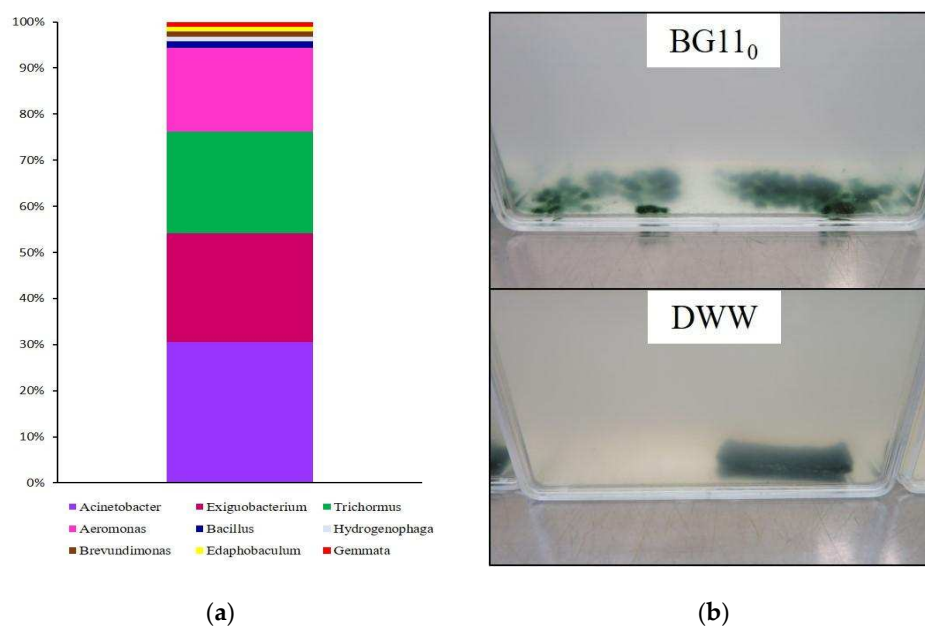 100%
90%
80%
70%
60%
50%
40%
30%
20%
10%
0%
Acinetobacter Exiguobacterium Trichormus
Aeromonas Bacillus Hydrogenophaga
Brevundimonas Edaphobaculum Gemmata
(a)
BG11₀
DWW
(b)